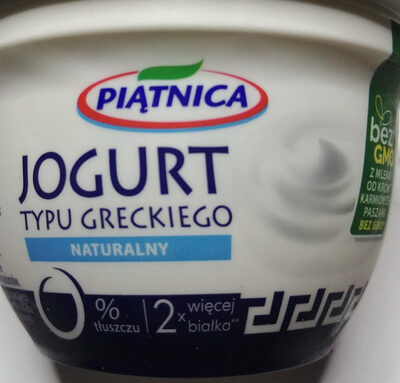 PIĄTNICA
JOGURT
TYPU GRECKIEGO
NATURALNY
0% tłuszczu
2x więcej białka**
bez GMO
Z MLEKA
OD KRÓW
KARMIONYCH
PASZAMI
BEZ GMO